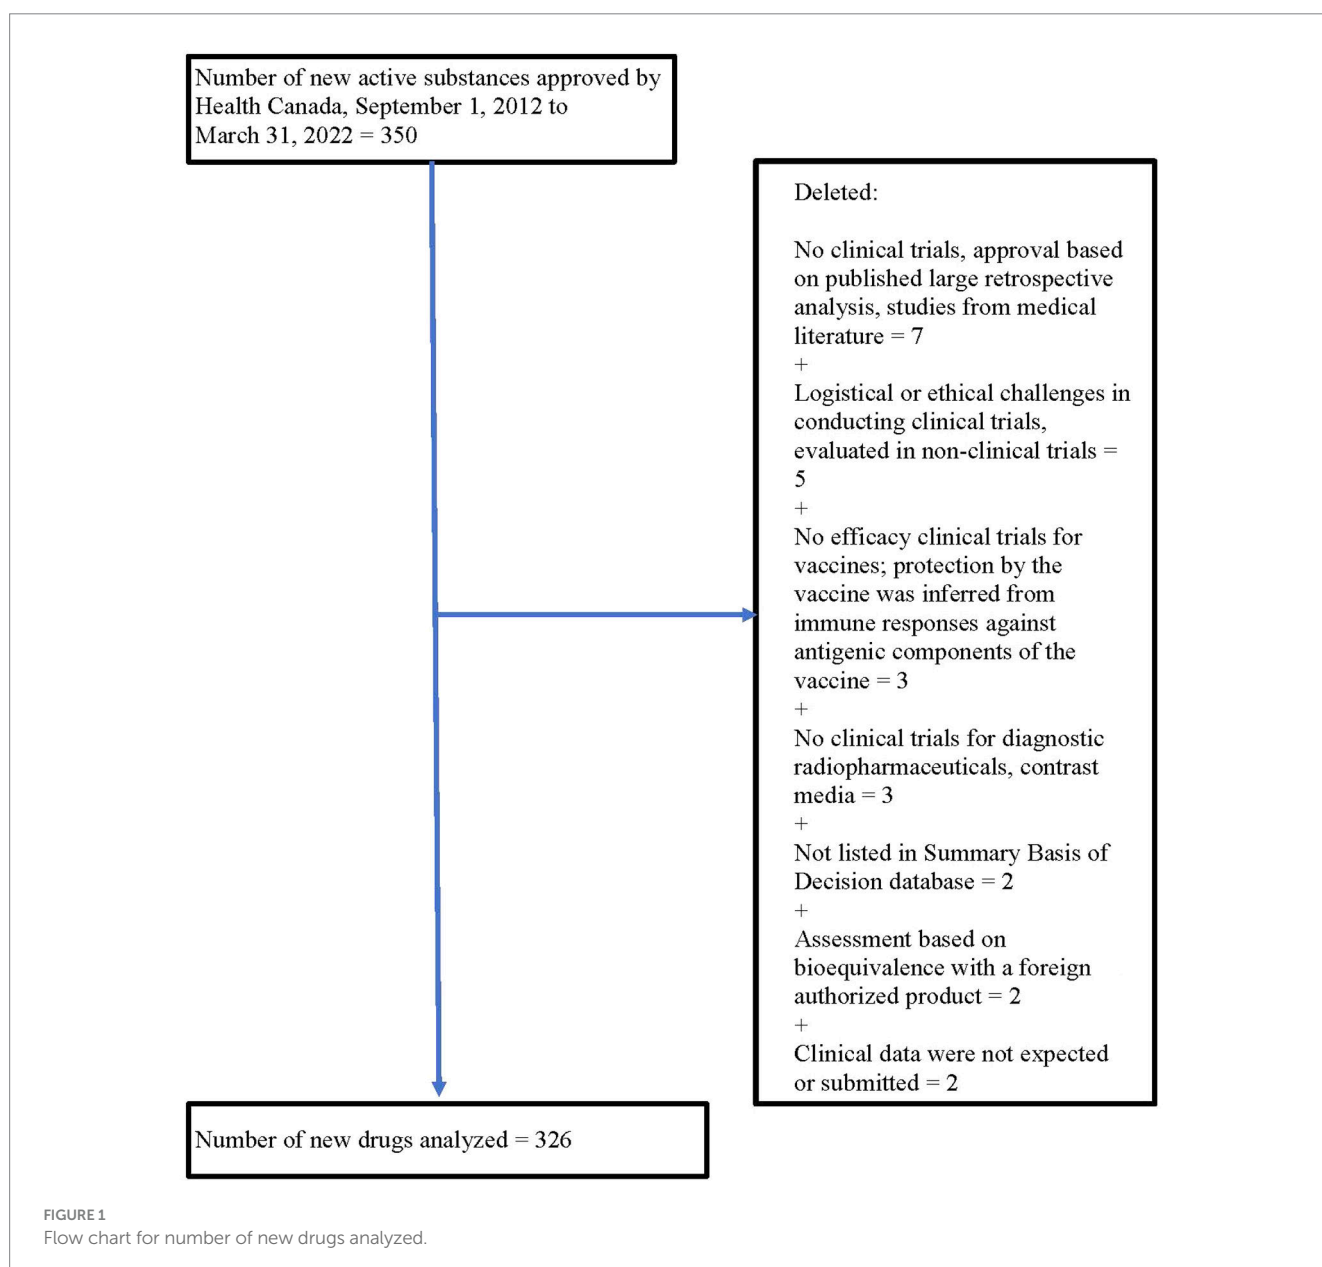 Number of new active substances approved by
Health Canada, September 1, 2012 to
March 31, 2022 = 350
Deleted:
No clinical trials, approval based
on published large retrospective
analysis, studies from medical
literature = 7
+
Logistical or ethical challenges in
conducting clinical trials,
evaluated in non-clinical trials =
5
+
No efficacy clinical trials for
vaccines; protection by the
vaccine was inferred from
immune responses against
antigenic components of the
vaccine = 3
+
No clinical trials for diagnostic
radiopharmaceuticals, contrast
media = 3
+
Not listed in Summary Basis of
Decision database = 2
+
Assessment based on
bioequivalence with a foreign
authorized product = 2
+
Clinical data were not expected
or submitted = 2
Number of new drugs analyzed = 326
FIGURE 1
Flow chart for number of new drugs analyzed.